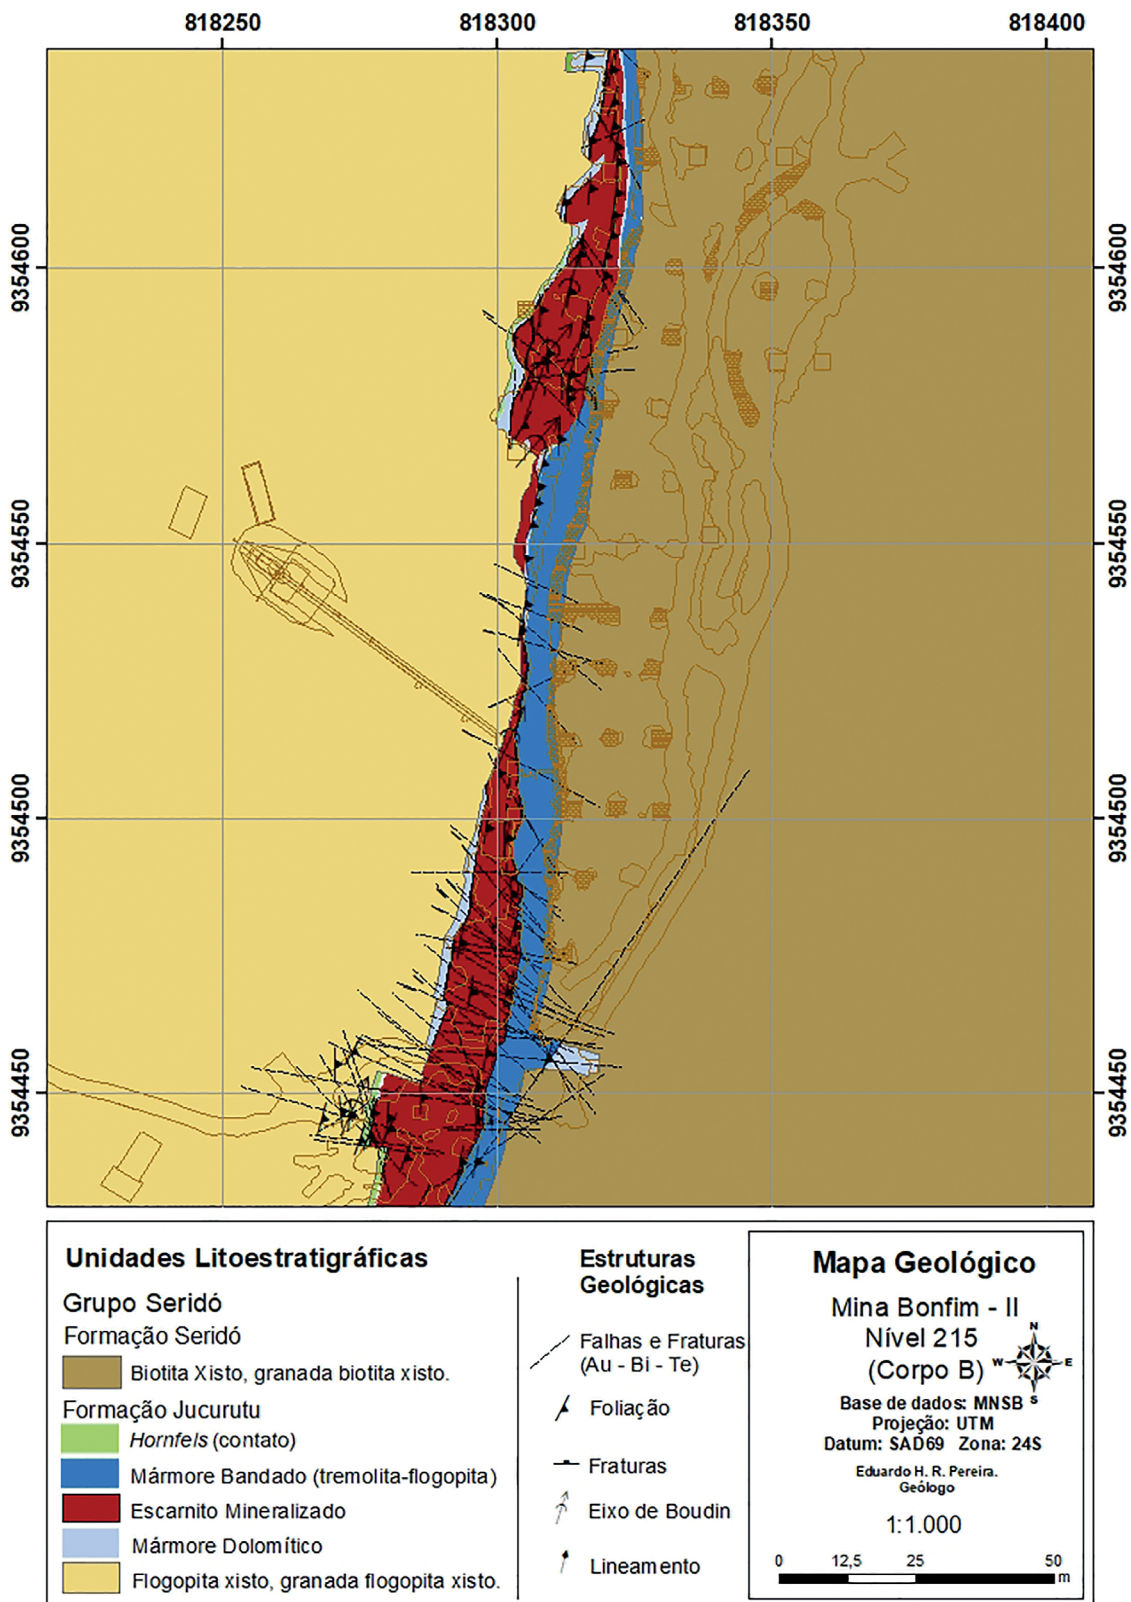 818250 818300 818350 818400
9354600 9354600
9354550 9354550
9354500 9354500
9354450 9354450
Unidades Litoestratigráficas
Grupo Seridó
Formação Seridó
Biotita Xisto, granada biotita xisto.
Formação Jucurutu
Hornfels (contato)
Mármore Bandado (tremolita-flogopita)
Escarnito Mineralizado
Mármore Dolomítico
Flogopita xisto, granada flogopita xisto.
Estruturas
Geológicas
Falhas e Fraturas
(Au - Bi - Te)
Foliação
Fraturas
Eixo de Boudin
Lineamento
Mapa Geológico
Mina Bonfim - II
Nível 215
(Corpo B)
N
W E
S
Base de dados: MNSB
Projeção: UTM
Datum: SAD69 Zona: 24S
Eduardo H. R. Pereira.
Geólogo
1:1.000
0 12,5 25 50
m